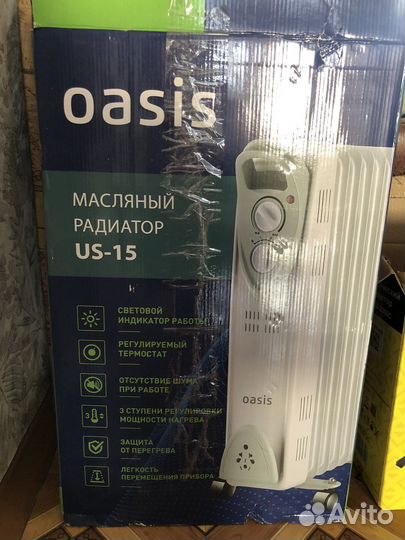 oasis
МАСЛЯНЫЙ
РАДИАТОР
US-15
СВЕТОВОЙ
ИНДИКАТОР РАБОТЫ
РЕГУЛИРУЕМЫЙ
ТЕРМОСТАТ
ОТСУТСТВИЕ ШУМА
ПРИ РАБОТЕ
3
3 СТУПЕНИ РЕГУЛИРОВКИ
МОЩНОСТИ НАГРЕВА
ЗАЩИТА
ОТ ПЕРЕГРЕВА
ЛЕГКОСТЬ
ПЕРЕМЕЩЕНИЯ ПРИБОРА
oasis
Avito